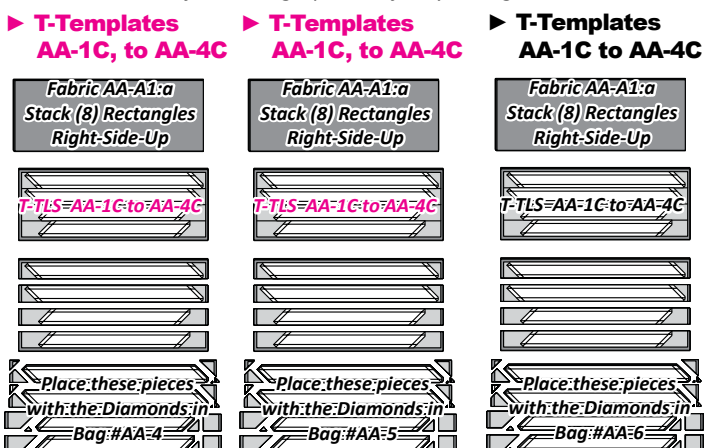 ► T-Templates
AA-1C, to AA-4C
Fabric AA-A1:a
Stack (8) Rectangles
Right-Side-Up
T-TLS-AA-1C to AA-4C
Place these pieces
with the Diamonds in
Bag #AA-4
► T-Templates
AA-1C, to AA-4C
Fabric AA-A1:a
Stack (8) Rectangles
Right-Side-Up
T-TLS-AA-1C to AA-4C
Place these pieces
with the Diamonds in
Bag #AA-5
► T-Templates
AA-1C to AA-4C
Fabric AA-A1:a
Stack (8) Rectangles
Right-Side-Up
T-TLS-AA-1C to AA-4C
Place these pieces
with the Diamonds in
Bag #AA-6